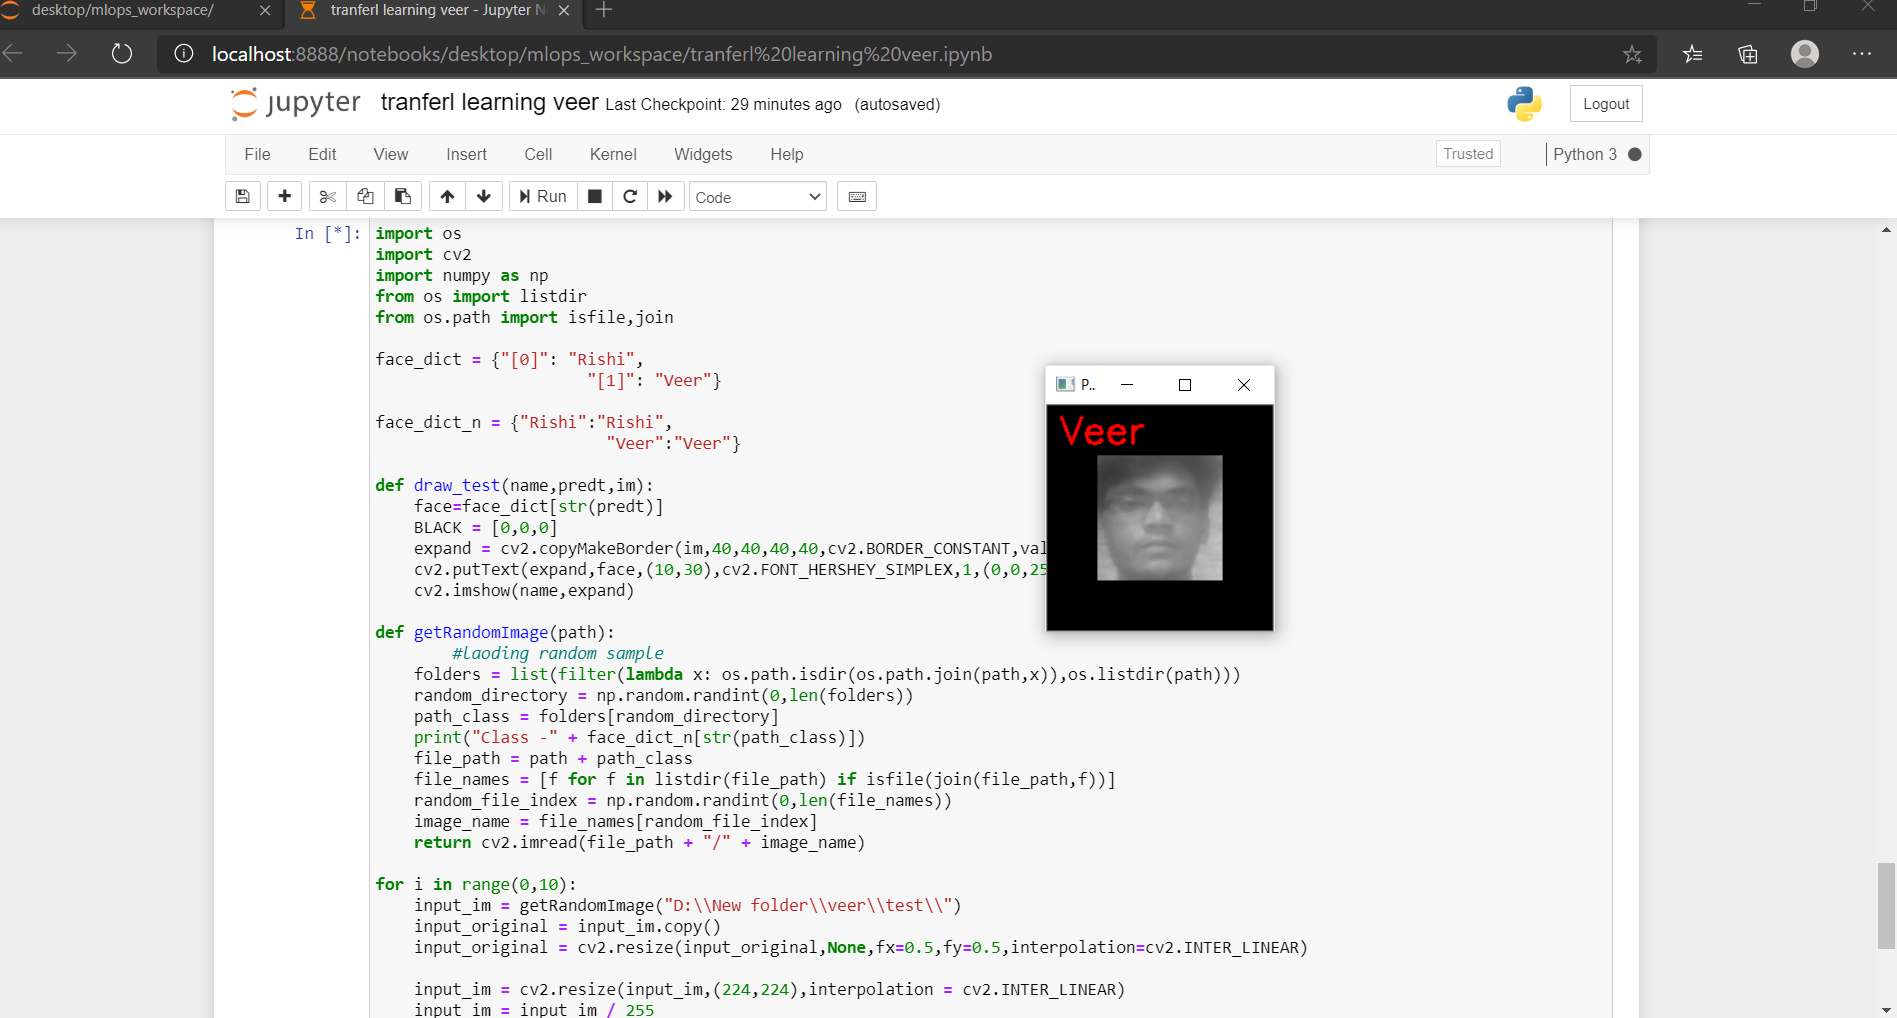 desktop/mlops_workspace/
tranferl learning veer - Jupyter N
localhost:8888/notebooks/desktop/mlops_workspace/tranferl%20learning%20veer.ipynb
jupyter tranferl learning veer Last Checkpoint: 29 minutes ago (autosaved)
Logout
File Edit View Insert Cell Kernel Widgets Help
Trusted
Python 3
Run
Code
In [*]:
import os
import cv2
import numpy as np
from os import listdir
from os.path import isfile,join
face_dict = {"[0]": "Rishi",
"[1]": "Veer"}
face_dict_n = {"Rishi":"Rishi",
"Veer":"Veer"}
def draw_test(name,predt,im):
    face=face_dict[str(predt)]
    BLACK = [0,0,0]
    expand = cv2.copyMakeBorder(im,40,40,40,40,cv2.BORDER_CONSTANT,val
    cv2.putText(expand,face,(10,30),cv2.FONT_HERSHEY_SIMPLEX,1,(0,0,25
    cv2.imshow(name,expand)
def getRandomImage(path):
        #laoding random sample
    folders = list(filter(lambda x: os.path.isdir(os.path.join(path,x)),os.listdir(path)))
    random_directory = np.random.randint(0,len(folders))
    path_class = folders[random_directory]
    print("Class -" + face_dict_n[str(path_class)])
    file_path = path + path_class
    file_names = [f for f in listdir(file_path) if isfile(join(file_path,f))]
    random_file_index = np.random.randint(0,len(file_names))
    image_name = file_names[random_file_index]
    return cv2.imread(file_path + "/" + image_name)
for i in range(0,10):
    input_im = getRandomImage("D:\\New folder\\veer\\test\\")
    input_original = input_im.copy()
    input_original = cv2.resize(input_original,None,fx=0.5,fy=0.5,interpolation=cv2.INTER_LINEAR)
    input_im = cv2.resize(input_im,(224,224),interpolation = cv2.INTER_LINEAR)
    input_im = input_im / 255
P..
Veer